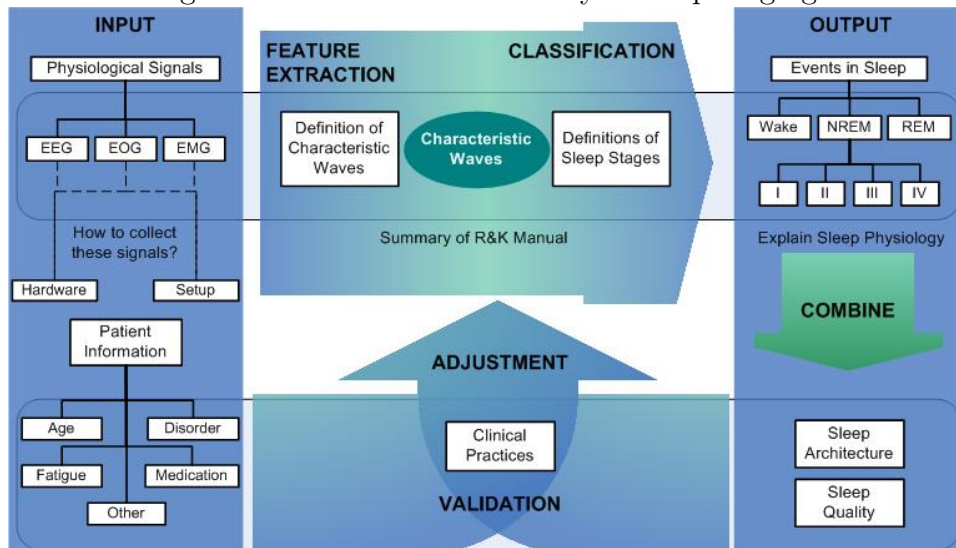 INPUT
Physiological Signals
EEG
EOG
EMG
How to collect
these signals?
Hardware
Setup
Patient
Information
Age
Disorder
Fatigue
Medication
Other
FEATURE
EXTRACTION
CLASSIFICATION
Definition of
Characteristic
Waves
Characteristic
Waves
Definitions of
Sleep Stages
Summary of R&K Manual
ADJUSTMENT
Clinical
Practices
VALIDATION
OUTPUT
Events in Sleep
Wake
NREM
REM
I
II
III
IV
Explain Sleep Physiology
COMBINE
Sleep
Architecture
Sleep
Quality